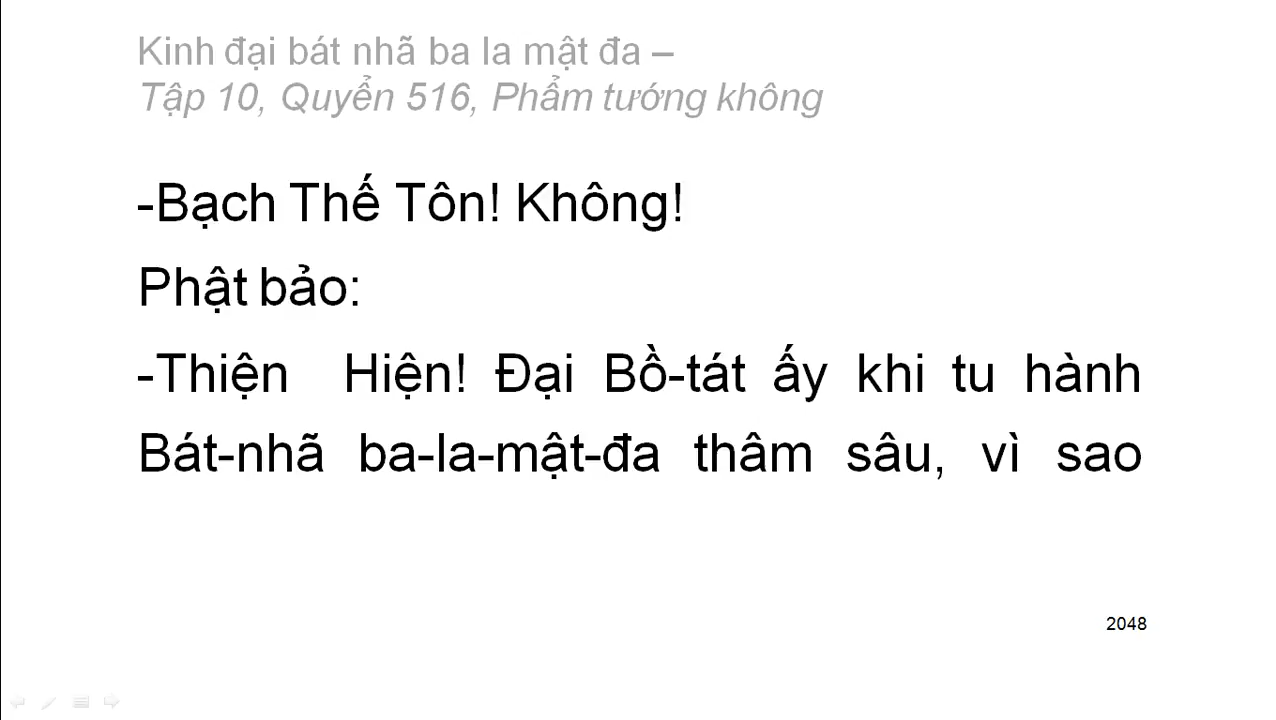 Kinh đại bát nhã ba la mật đa –
Tập 10, Quyển 516, Phẩm tướng không
-Bạch Thế Tôn! Không!
Phật bảo:
-Thiện Hiện! Đại Bồ-tát ấy khi tu hành
Bát-nhã ba-la-mật-đa thâm sâu, vì sao
2048